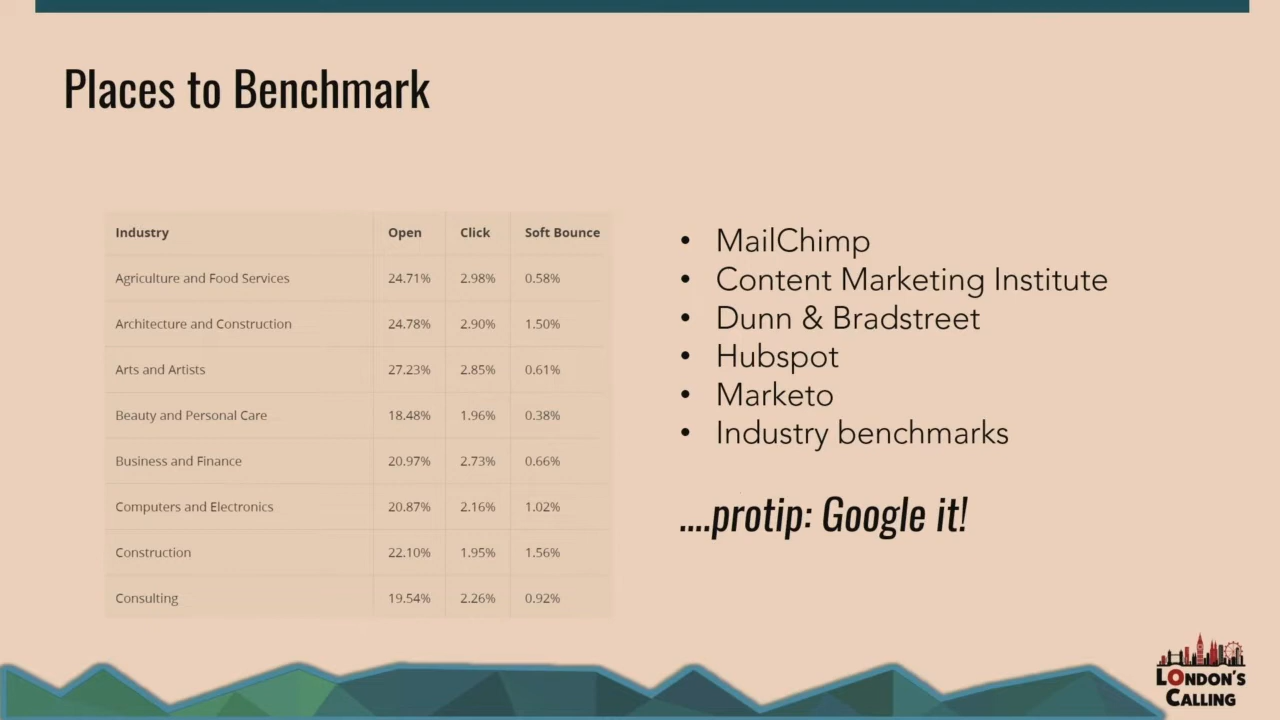 Places to Benchmark
Industry Open Click Soft Bounce
Agriculture and Food Services 24.71% 2.98% 0.58%
Architecture and Construction 24.78% 2.90% 1.50%
Arts and Artists 27.23% 2.85% 0.61%
Beauty and Personal Care 18.48% 1.96% 0.38%
Business and Finance 20.97% 2.73% 0.66%
Computers and Electronics 20.87% 2.16% 1.02%
Construction 22.10% 1.95% 1.56%
Consulting 19.54% 2.26% 0.92%
• MailChimp
• Content Marketing Institute
• Dunn & Bradstreet
• Hubspot
• Marketo
• Industry benchmarks
....protip: Google it!
LONDON'S
CALLING